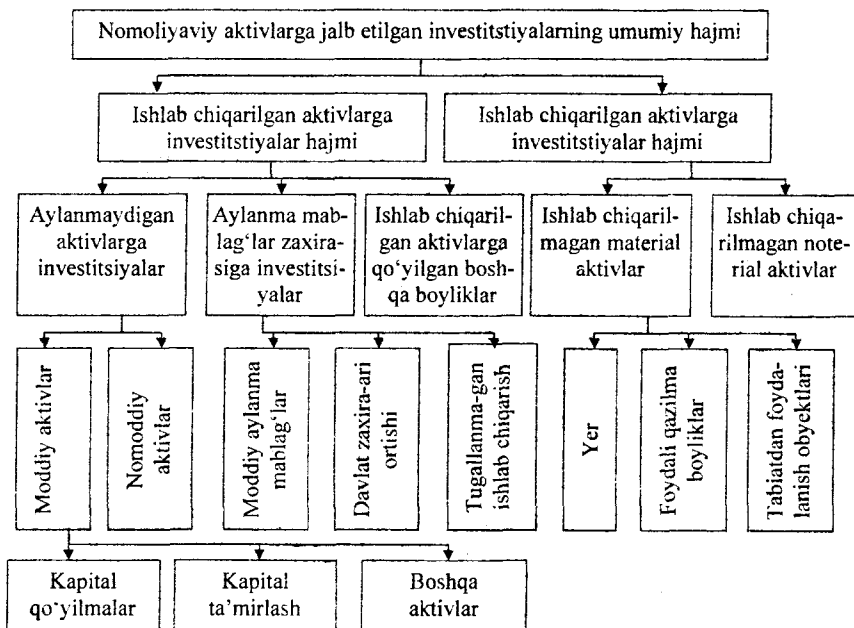 Nomoliyaviy aktivlarga jalb etilgan investitstiyalarning umumiy hajmi
Ishlab chiqarilgan aktivlarga
investitstiyalar hajmi
Ishlab chiqarilgan aktivlarga
investitstiyalar hajmi
Aylanmaydigan
aktivlarga
investitsiyalar
Aylanma mab-
lag‘lar zaxira-
siga investitsi-
yalar
Ishlab chiqaril-
gan aktivlarga
qo‘yilgan bosh-
qa boyliklar
Ishlab chiqaril-
magan material
aktivlar
Ishlab chiqa-
rilmagan note-
rial aktivlar
Moddiy aktivlar
Nomoddiy
aktivlar
Moddiy aylanma
mablag‘lar
Davlat zaxira-ari
ortishi
Tugallanma-gan
ishlab chiqarish
Yer
Foydali qazilma
boyliklar
Tabiatdan foyda-
lanish obyektlari
Kapital
qo‘yilmalar
Kapital
ta’mirlash
Boshqa
aktivlar